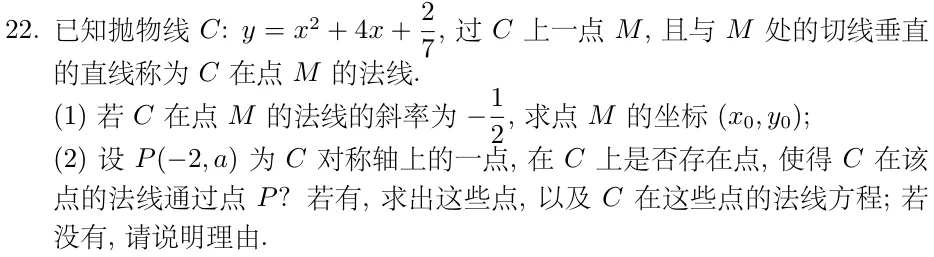 22. 已知抛物线 C: y = x² + 4x + 2/7, 过 C 上一点 M, 且与 M 处的切线垂直
的直线称为 C 在点 M 的法线.
(1) 若 C 在点 M 的法线的斜率为 −1/2, 求点 M 的坐标 (x₀, y₀);
(2) 设 P(−2, a) 为 C 对称轴上的一点, 在 C 上是否存在点, 使得 C 在该
点的法线通过点 P? 若有, 求出这些点, 以及 C 在这些点的法线方程; 若
没有, 请说明理由.